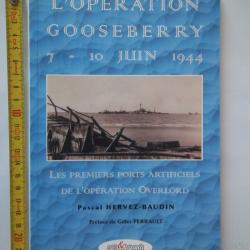 L'OPÉRATION
GOOSEBERRY
7 - 10 JUIN 1944
LES PREMIERS PORTS ARTIFICIELS
DE L'OPÉRATION OVERLORD
Pascal HERVEZ-BAUDIN
Préface de Gilles PERRAULT